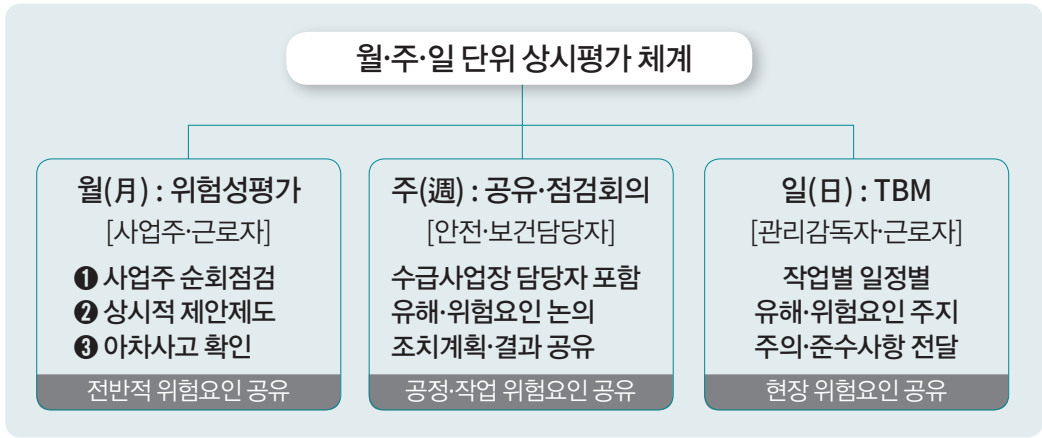 월·주·일 단위 상시평가 체계
월(月) : 위험성평가
[사업주·근로자]
❶ 사업주 순회점검
❷ 상시적 제안제도
❸ 아차사고 확인
전반적 위험요인 공유
주(週) : 공유·점검회의
[안전·보건담당자]
수급사업장 담당자 포함
유해·위험요인 논의
조치계획·결과 공유
공정·작업 위험요인 공유
일(日) : TBM
[관리감독자·근로자]
작업별 일정별
유해·위험요인 주지
주의·준수사항 전달
현장 위험요인 공유